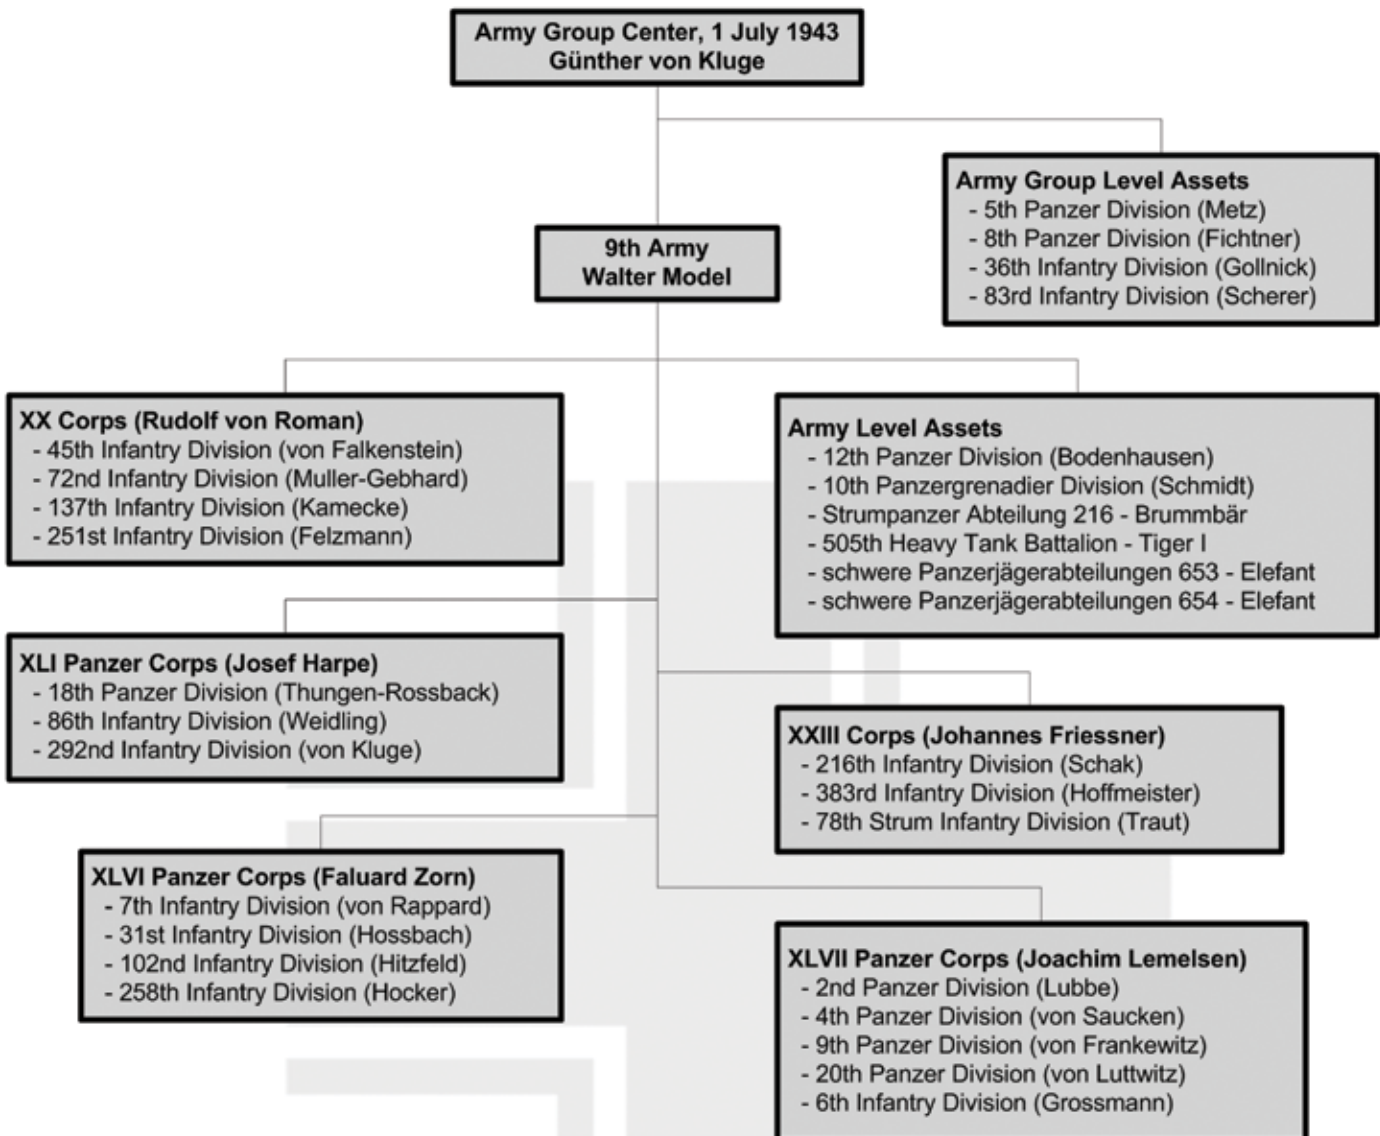 Army Group Center, 1 July 1943
Günther von Kluge
Army Group Level Assets
- 5th Panzer Division (Metz)
- 8th Panzer Division (Fichtner)
- 36th Infantry Division (Gollnick)
- 83rd Infantry Division (Scherer)
9th Army
Walter Model
XX Corps (Rudolf von Roman)
- 45th Infantry Division (von Falkenstein)
- 72nd Infantry Division (Muller-Gebhard)
- 137th Infantry Division (Kamecke)
- 251st Infantry Division (Felzmann)
Army Level Assets
- 12th Panzer Division (Bodenhausen)
- 10th Panzergrenadier Division (Schmidt)
- Strumpanzer Abteilung 216 - Brummbär
- 505th Heavy Tank Battalion - Tiger I
- schwere Panzerjägerabteilungen 653 - Elefant
- schwere Panzerjägerabteilungen 654 - Elefant
XLI Panzer Corps (Josef Harpe)
- 18th Panzer Division (Thungen-Rossback)
- 86th Infantry Division (Weidling)
- 292nd Infantry Division (von Kluge)
XXIII Corps (Johannes Friessner)
- 216th Infantry Division (Schak)
- 383rd Infantry Division (Hoffmeister)
- 78th Strum Infantry Division (Traut)
XLVI Panzer Corps (Faluard Zorn)
- 7th Infantry Division (von Rappard)
- 31st Infantry Division (Hossbach)
- 102nd Infantry Division (Hitzfeld)
- 258th Infantry Division (Hocker)
XLVII Panzer Corps (Joachim Lemelsen)
- 2nd Panzer Division (Lubbe)
- 4th Panzer Division (von Saucken)
- 9th Panzer Division (von Frankewitz)
- 20th Panzer Division (von Luttwitz)
- 6th Infantry Division (Grossmann)